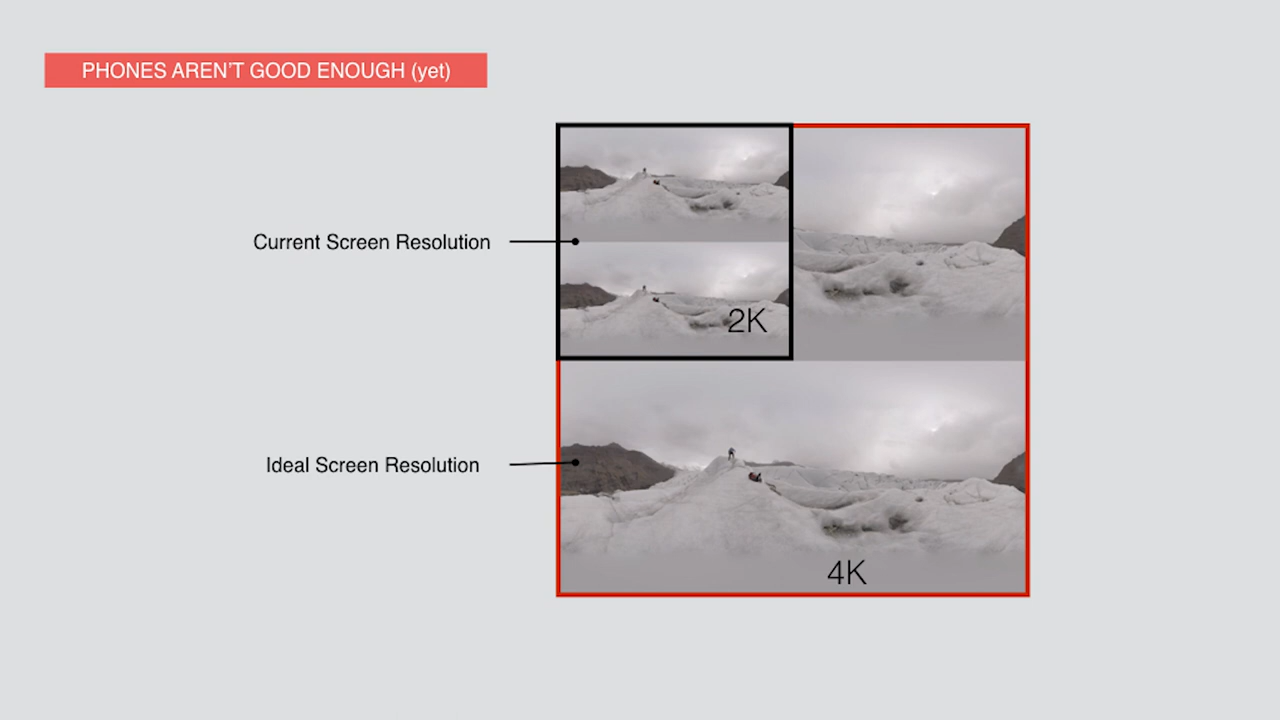 PHONES AREN'T GOOD ENOUGH (yet)
Current Screen Resolution
2K
Ideal Screen Resolution
4K